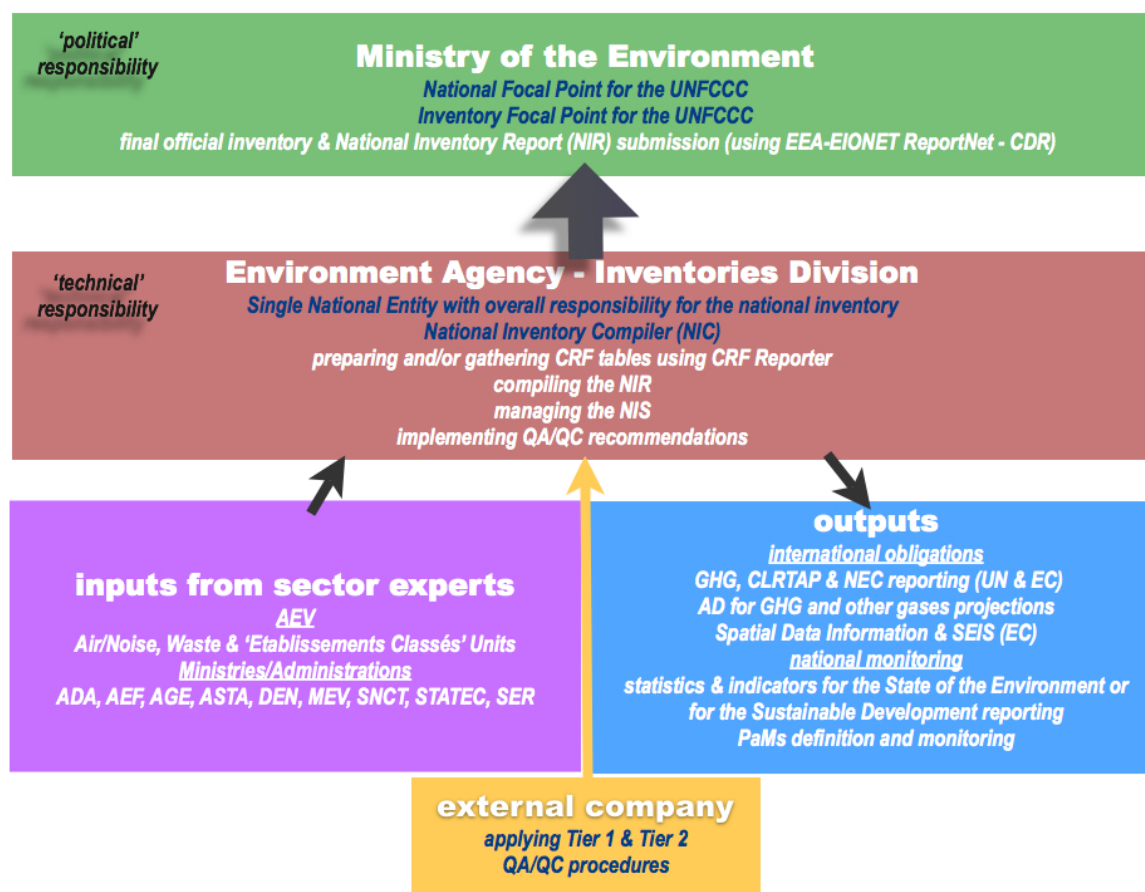 'political'
responsibility
Ministry of the Environment
National Focal Point for the UNFCCC
Inventory Focal Point for the UNFCCC
final official inventory & National Inventory Report (NIR) submission (using EEA-EIONET ReportNet - CDR)
'technical'
responsibility
Environment Agency - Inventories Division
Single National Entity with overall responsibility for the national inventory
National Inventory Compiler (NIC)
preparing and/or gathering CRF tables using CRF Reporter
compiling the NIR
managing the NIS
implementing QA/QC recommendations
inputs from sector experts
AEV
Air/Noise, Waste & 'Etablissements Classés' Units
Ministries/Administrations
ADA, AEF, AGE, ASTA, DEN, MEV, SNCT, STATEC, SER
outputs
international obligations
GHG, CLRTAP & NEC reporting (UN & EC)
AD for GHG and other gases projections
Spatial Data Information & SEIS (EC)
national monitoring
statistics & indicators for the State of the Environment or
for the Sustainable Development reporting
PaMs definition and monitoring
external company
applying Tier 1 & Tier 2
QA/QC procedures